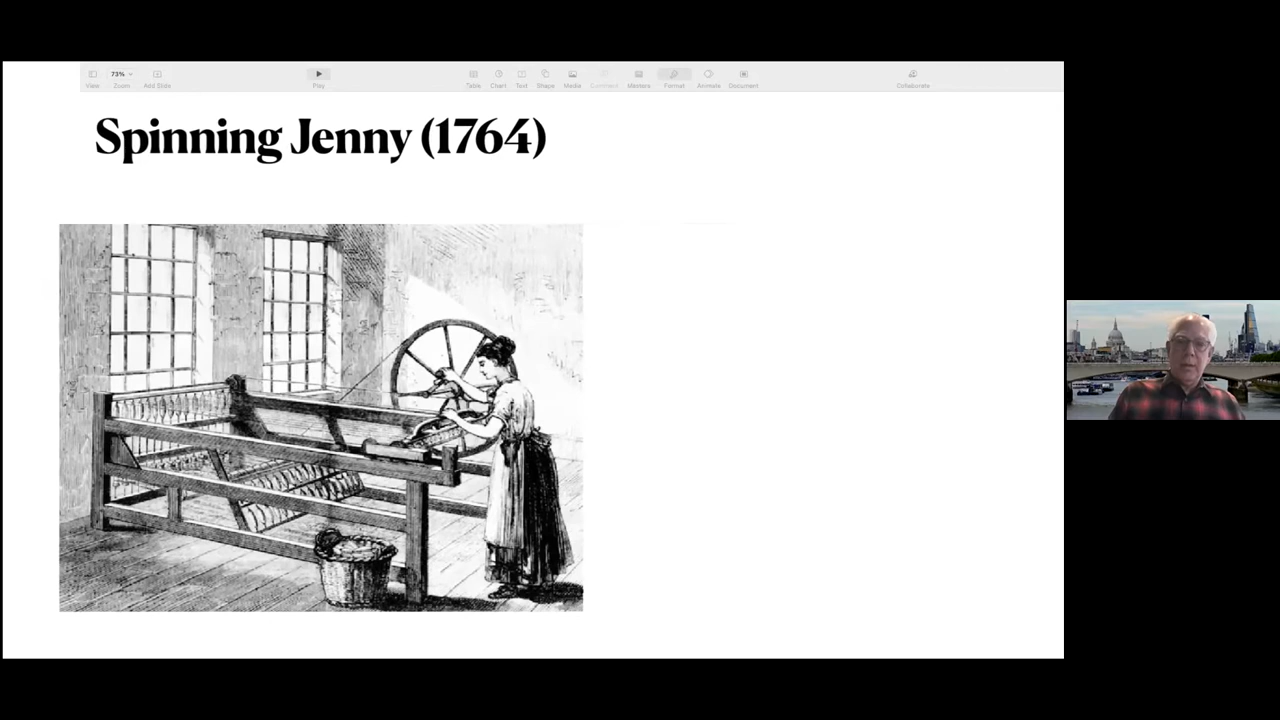 73%
View Zoom Add Slide Play Table Chart Text Shape Media Comment Mémoire Format Animate Document Collaborate
Spinning Jenny (1764)